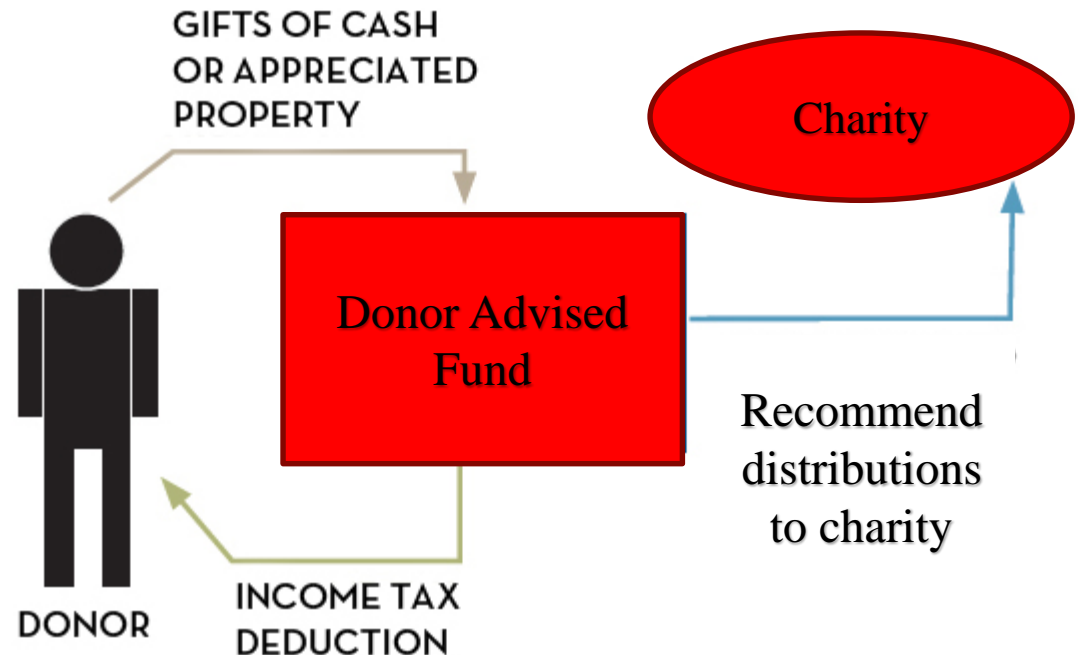 GIFTS OF CASH
OR APPRECIATED
PROPERTY
Charity
Donor Advised
Fund
Recommend
distributions
to charity
INCOME TAX
DEDUCTION
DONOR